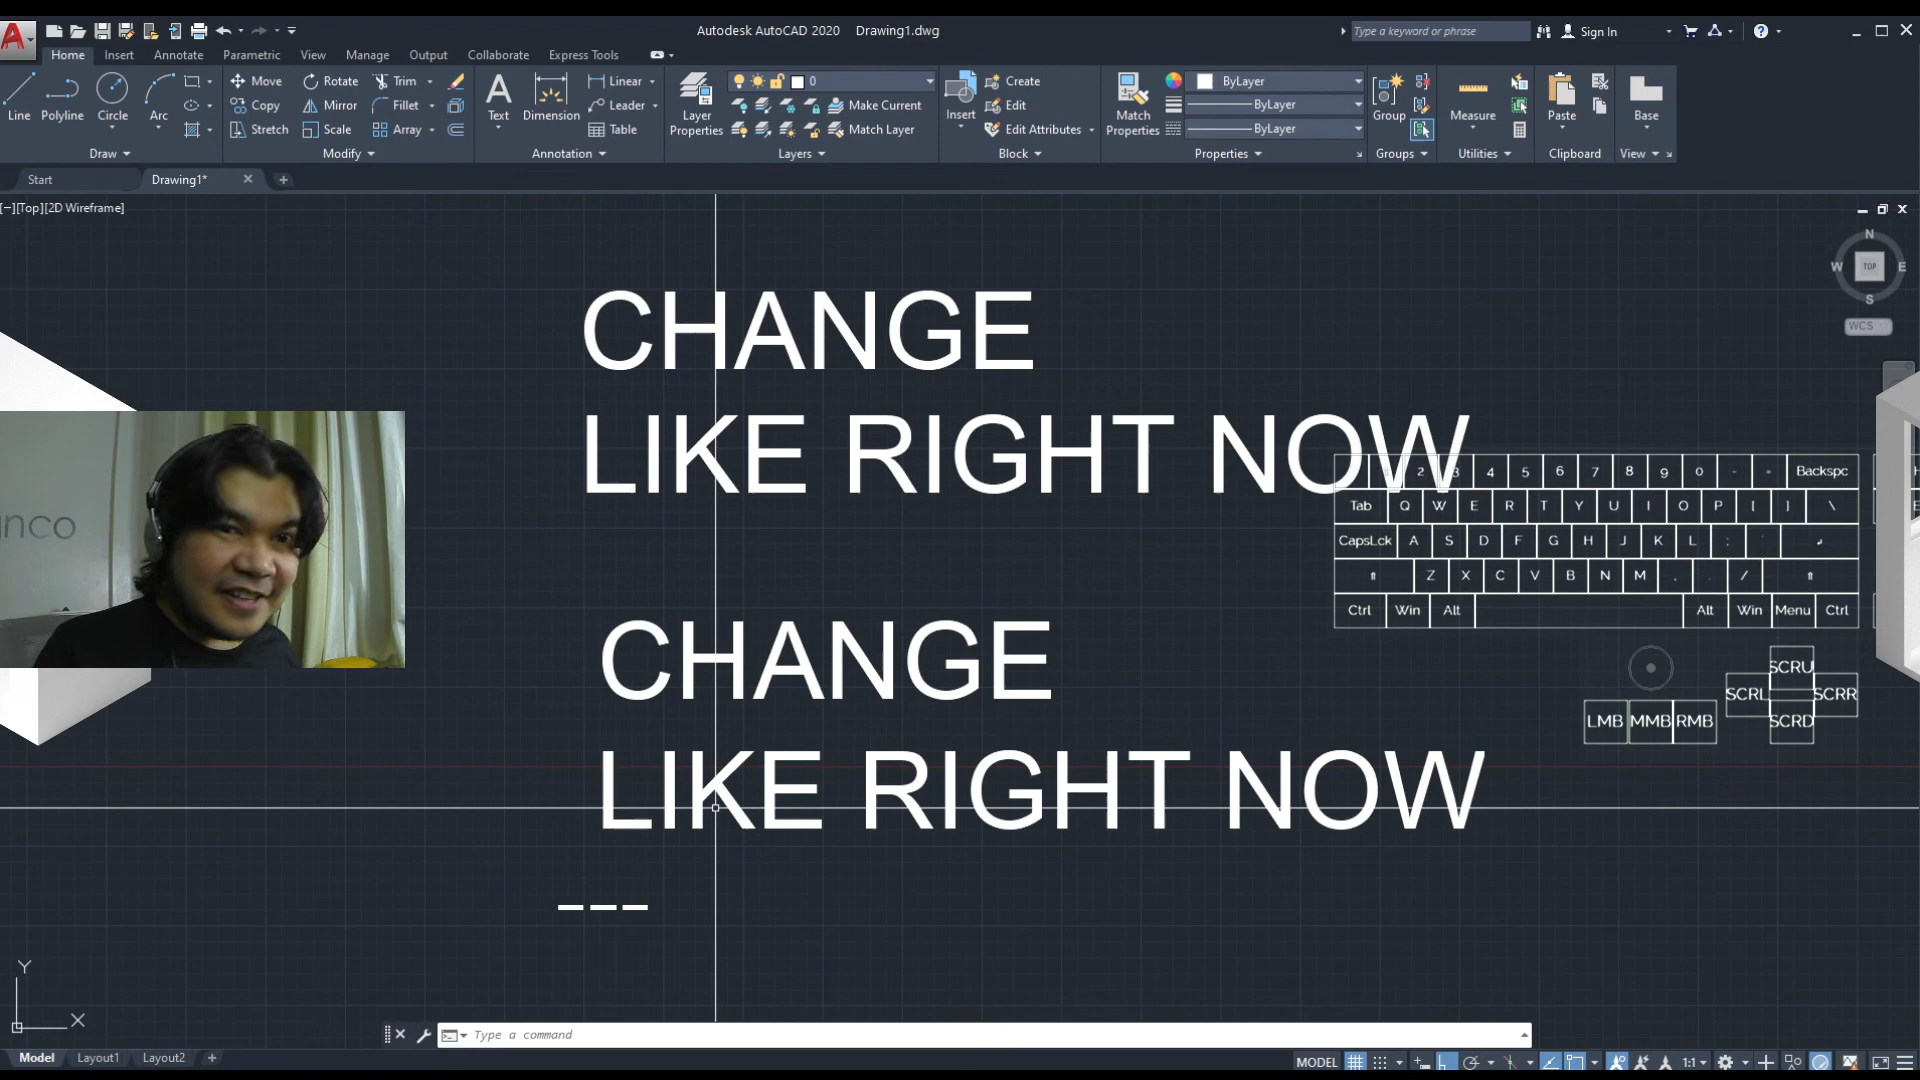 Autodesk AutoCAD 2020 Drawing1.dwg
Type a keyword or phrase
Sign In
Home Insert Annotate Parametric View Manage Output Collaborate Express Tools
Line Polyline Circle Arc
Move Rotate Trim
Copy Mirror Fillet
Stretch Scale Array
Text Dimension
Linear
Leader
Table
Layer Properties
0
Make Current
Match Layer
Insert
Create
Edit
Edit Attributes
Match Properties
ByLayer
ByLayer
ByLayer
Group
Measure
Paste
Base
Draw Modify Annotation Layers Block Properties Groups Utilities Clipboard View
Start Drawing1*
[−][Top][2D Wireframe]
N
W TOP E
S
WCS
CHANGE
LIKE RIGHT NOW
nco
2 3 4 5 6 7 8 9 0 - = Backspc
Tab Q W E R T Y U I O P [ ] \
CapsLck A S D F G H J K L ; '
Z X C V B N M , . /
Ctrl Win Alt Alt Win Menu Ctrl
CHANGE
LIKE RIGHT NOW
SCRU
SCRL SCRR
LMB MMB RMB SCRD
---
Y
X
Type a command
Model Layout1 Layout2
MODEL 1:1